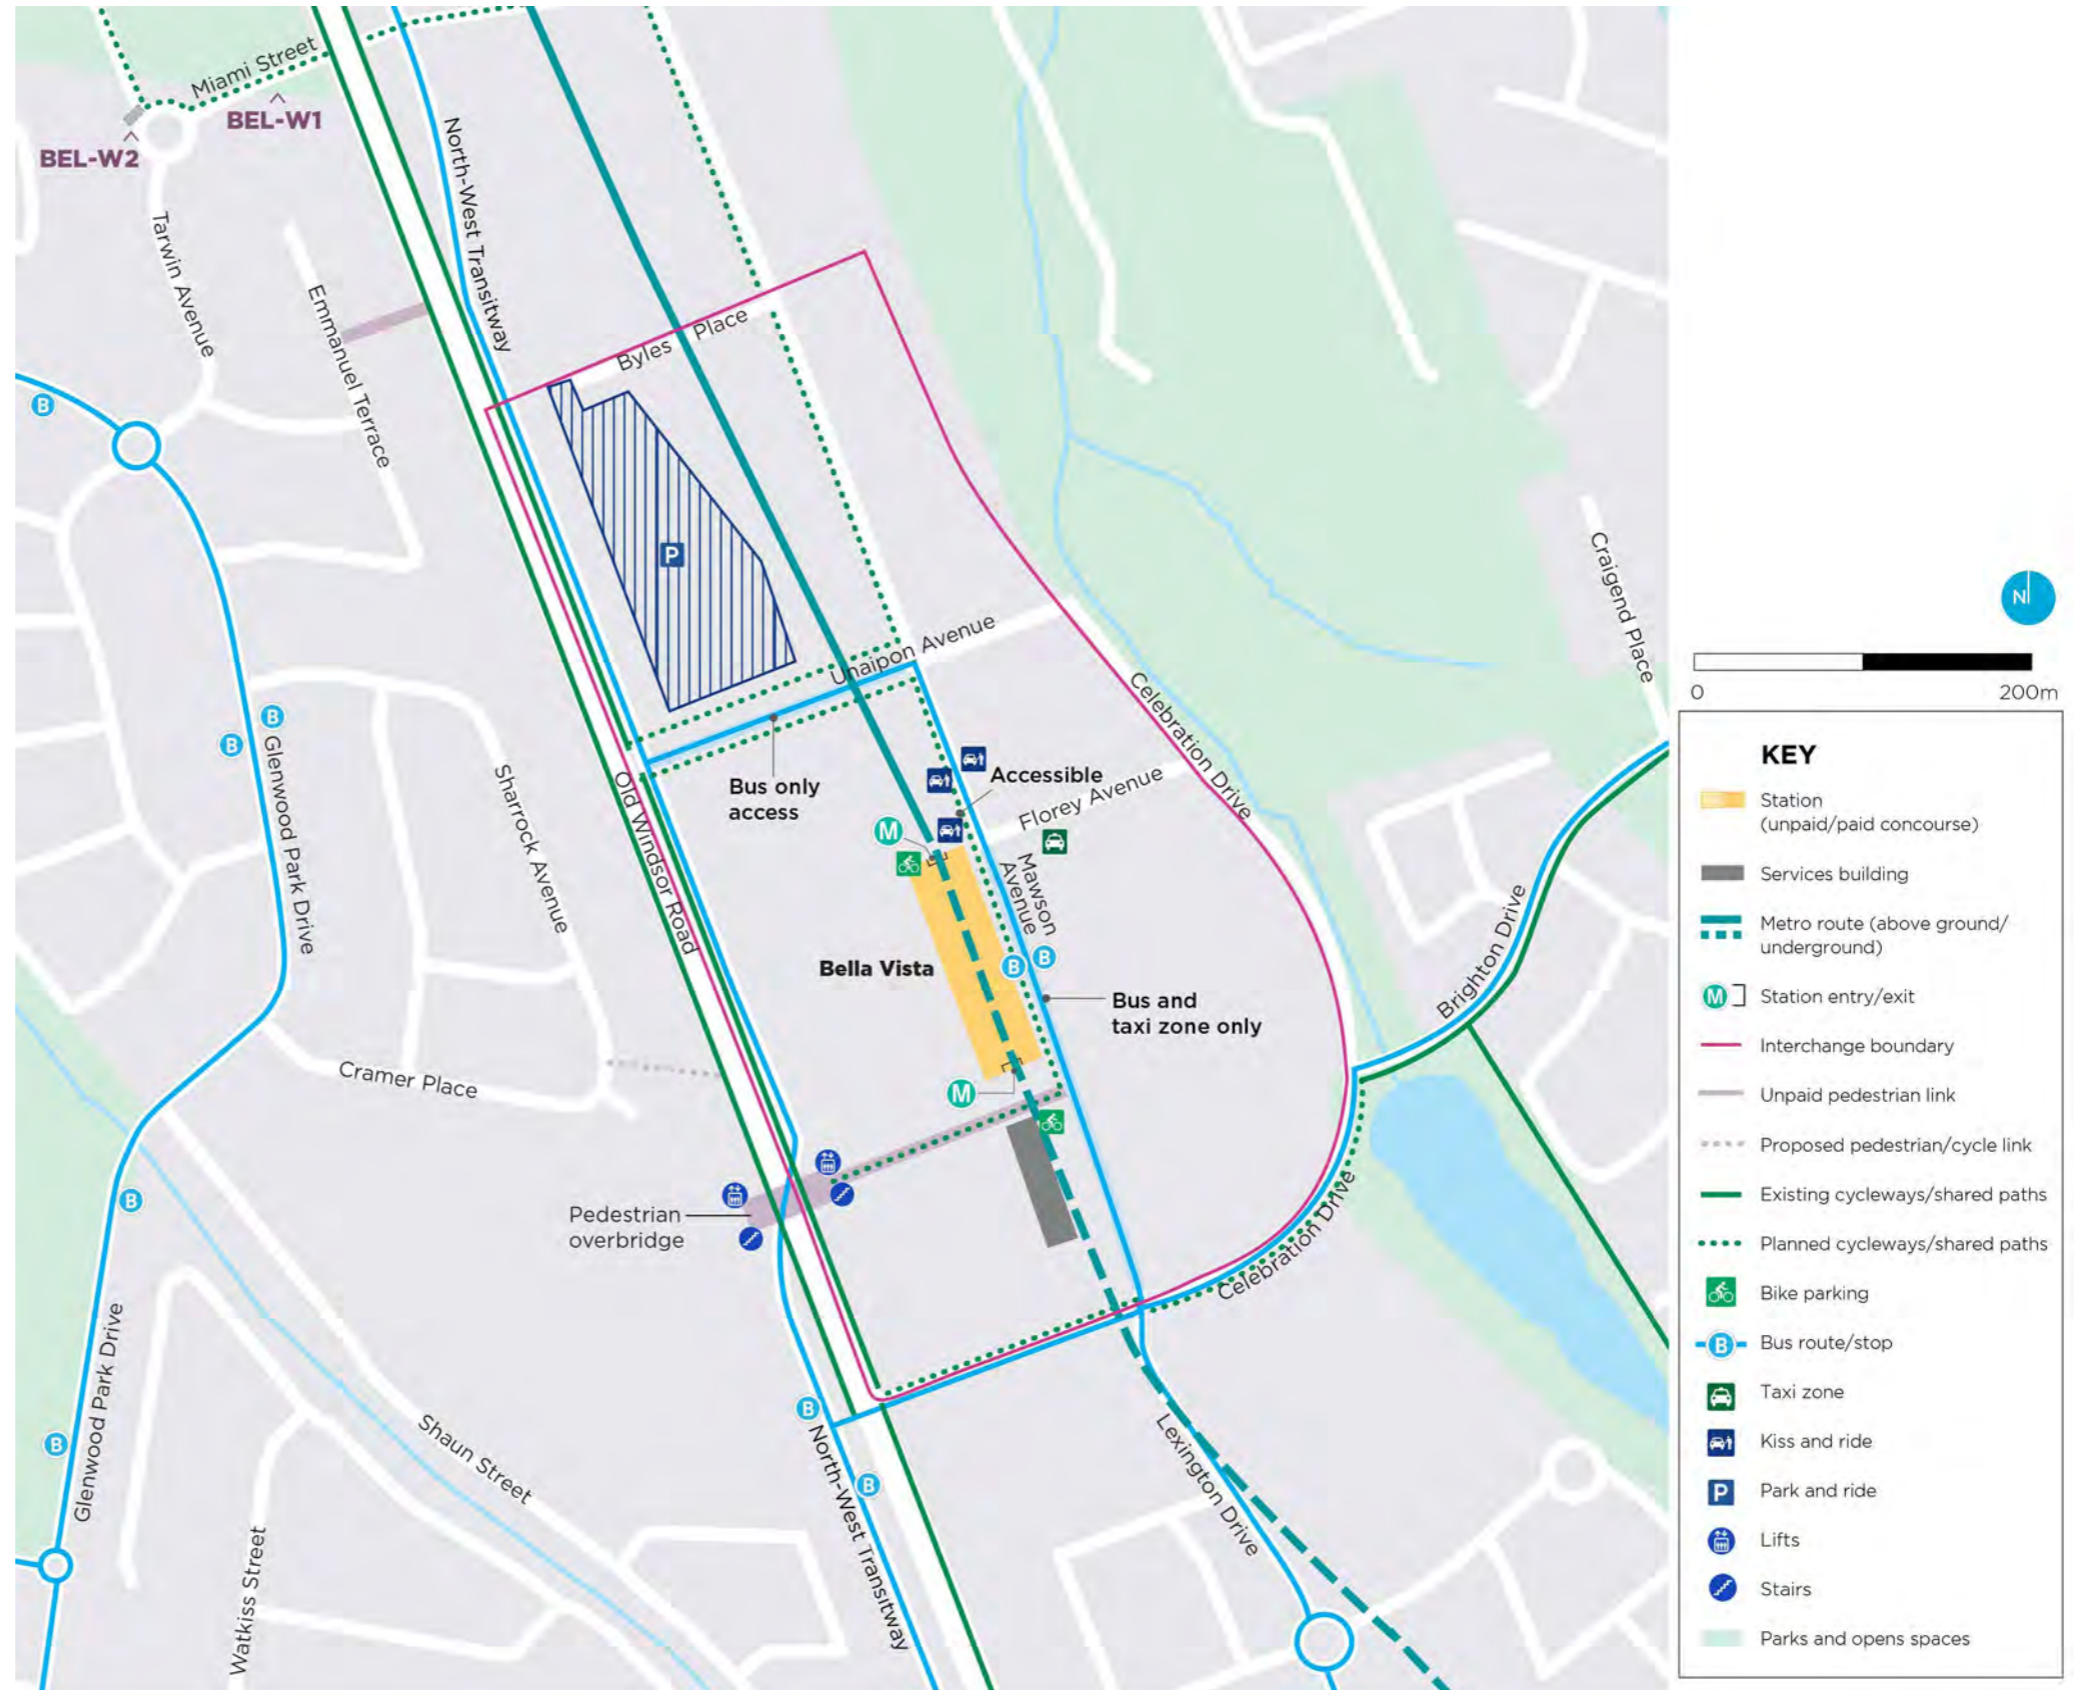 Miami Street
BEL-W1
BEL-W2
North-West Transitway
Tarwin Avenue
Emmanuel Terrace
Byles Place
B
P
Craigend Place
N
0
200m
Unaipon Avenue
Celebration Drive
B
B
Glenwood Park Drive
Sharrock Avenue
Old Windsor Road
Bus only
access
Accessible
Florey Avenue
M
Mawson
Avenue
Brighton Drive
Bella Vista
B
B
Bus and
taxi zone only
Cramer Place
M
Pedestrian
overbridge
B
Celebration Drive
Glenwood Park Drive
B
Shaun Street
B
North-West Transitway
B
Lexington Drive
Watkiss Street
KEY
Station
(unpaid/paid concourse)
Services building
Metro route (above ground/
underground)
M
Station entry/exit
Interchange boundary
Unpaid pedestrian link
Proposed pedestrian/cycle link
Existing cycleways/shared paths
Planned cycleways/shared paths
Bike parking
B
Bus route/stop
Taxi zone
Kiss and ride
P
Park and ride
Lifts
Stairs
Parks and opens spaces